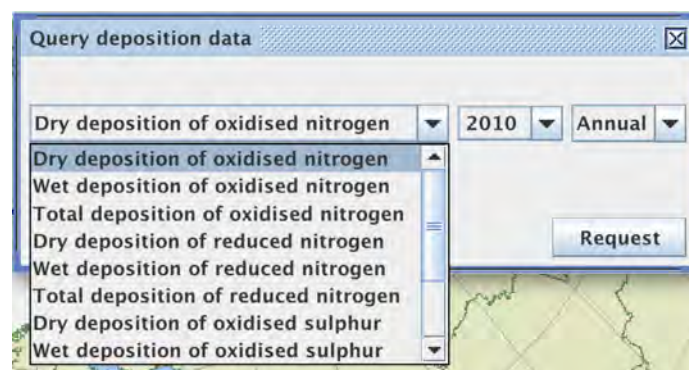 Query deposition data
Dry deposition of oxidised nitrogen 2010 Annual
Dry deposition of oxidised nitrogen
Wet deposition of oxidised nitrogen
Total deposition of oxidised nitrogen
Dry deposition of reduced nitrogen
Wet deposition of reduced nitrogen
Total deposition of reduced nitrogen
Dry deposition of oxidised sulphur
Wet deposition of oxidised sulphur
Request